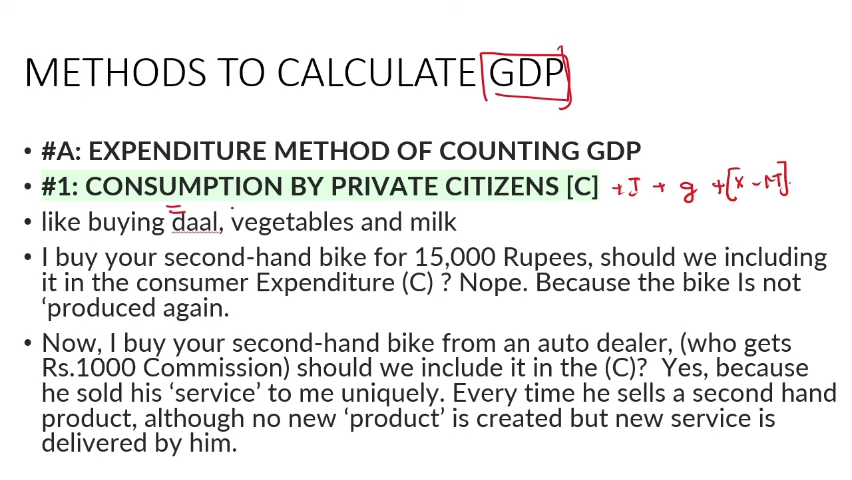 METHODS TO CALCULATE GDP
• #A: EXPENDITURE METHOD OF COUNTING GDP
• #1: CONSUMPTION BY PRIVATE CITIZENS [C] + I + g + [X - M]
• like buying daal, vegetables and milk
• I buy your second-hand bike for 15,000 Rupees, should we including
it in the consumer Expenditure (C) ? Nope. Because the bike Is not
‘produced again.
• Now, I buy your second-hand bike from an auto dealer, (who gets
Rs.1000 Commission) should we include it in the (C)? Yes, because
he sold his ‘service’ to me uniquely. Every time he sells a second hand
product, although no new ‘product’ is created but new service is
delivered by him.